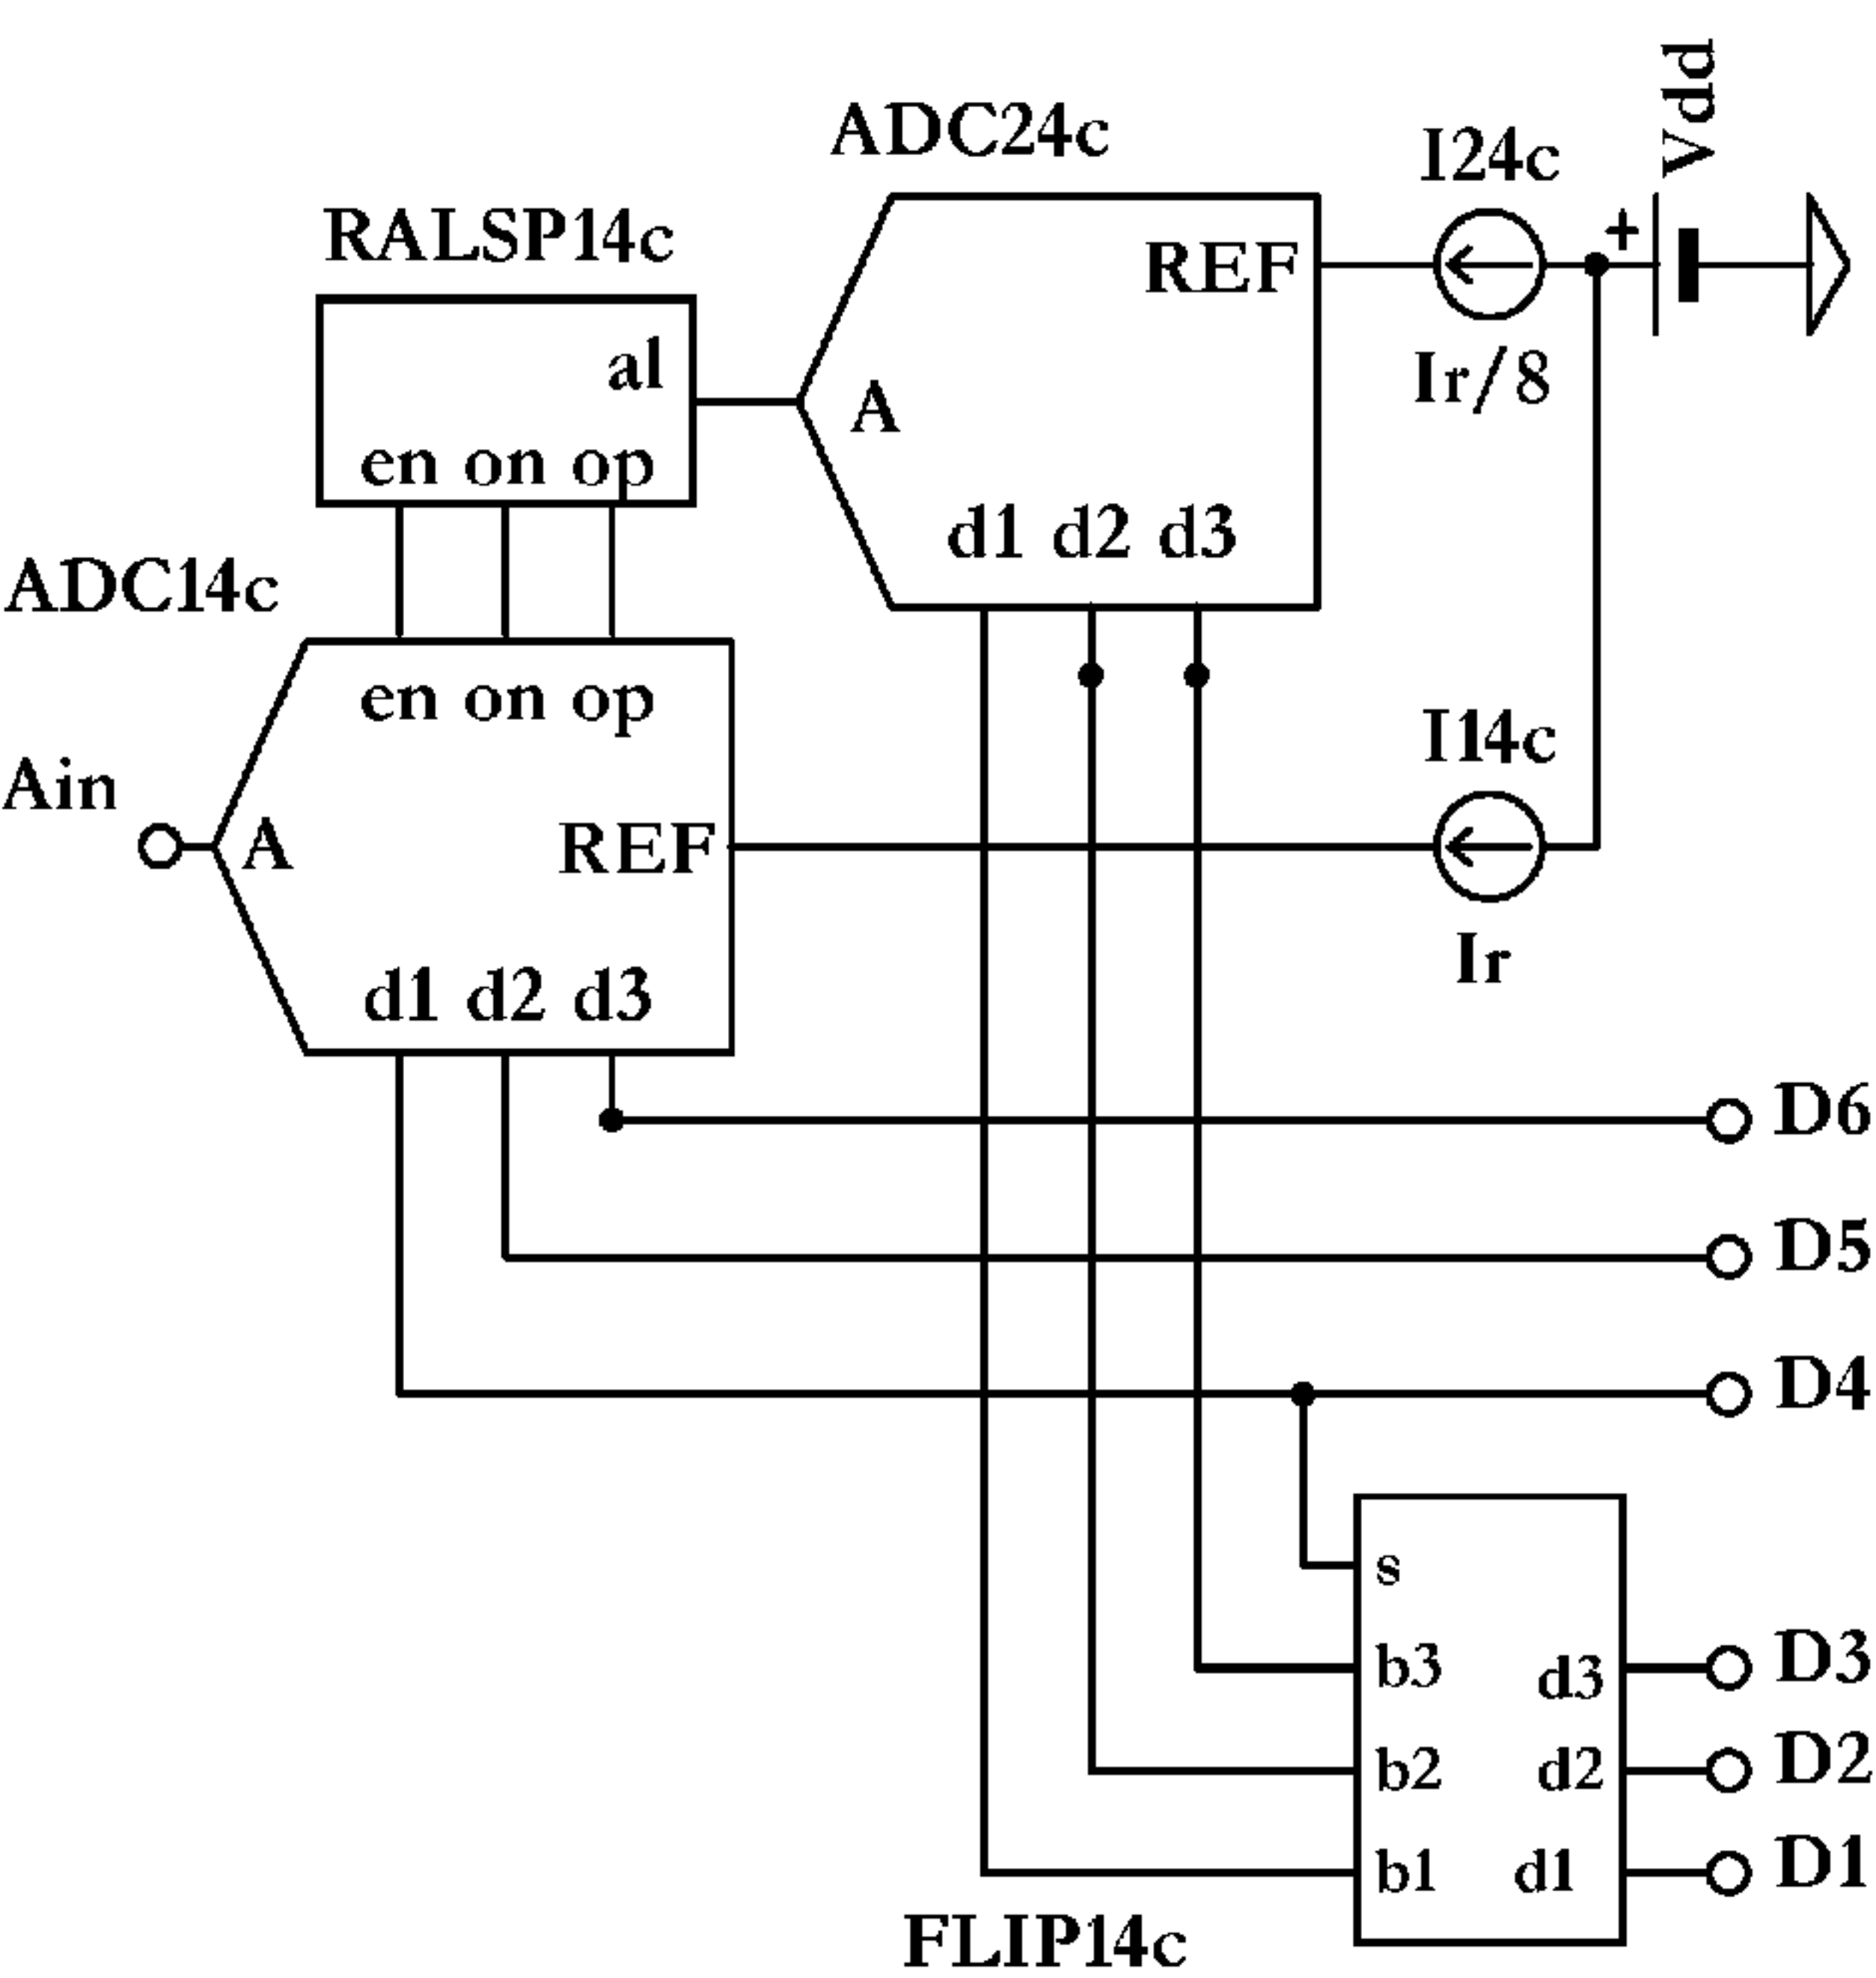 Vdd
ADC24c
I24c
+
RALSP14c
REF
al
Ir/8
A
en on op
d1 d2 d3
ADC14c
en on op
I14c
Ain
A
REF
Ir
d1 d2 d3
D6
D5
D4
s
b3
d3
D3
b2
d2
D2
b1
d1
D1
FLIP14c